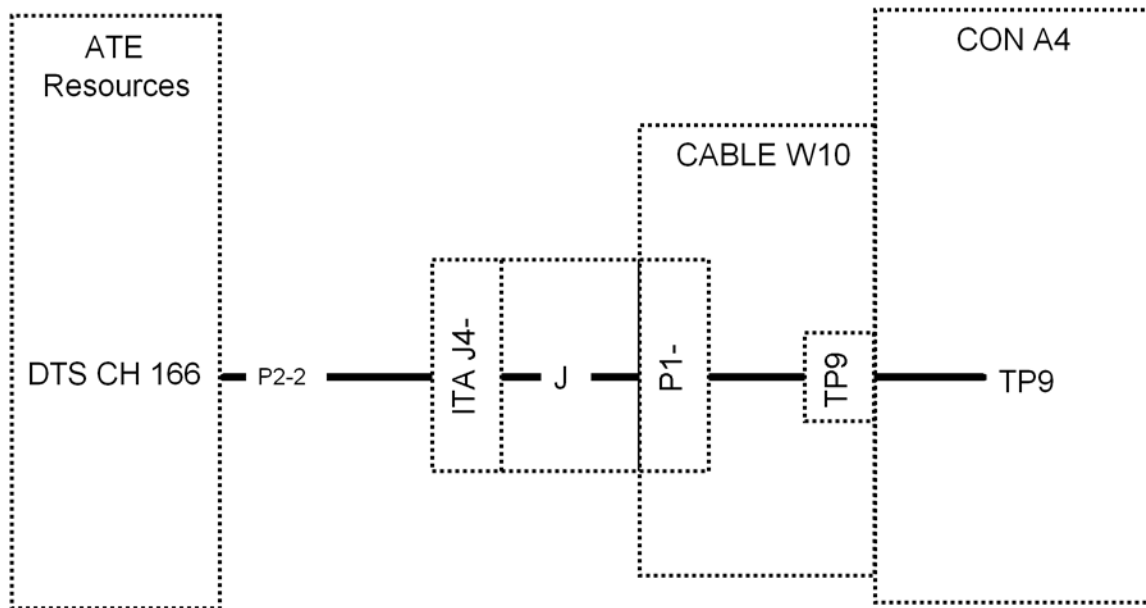 ATE
Resources
CON A4
CABLE W10
DTS CH 166
P2-2
ITA J4-
J
P1-
TP9
TP9